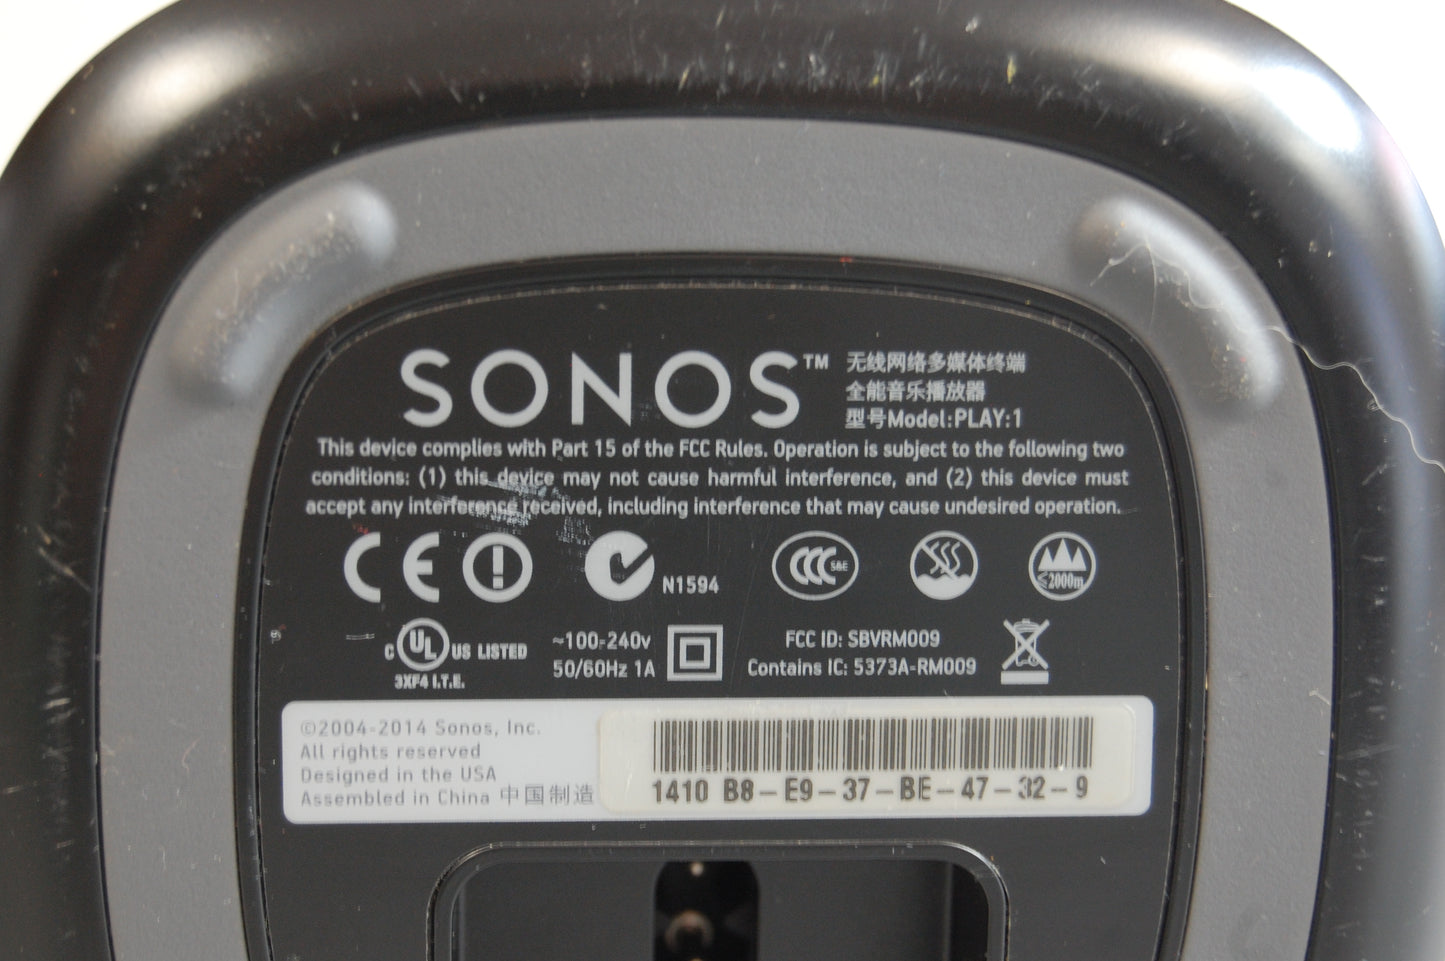 SONOS™
无线网络多媒体终端
全能音乐播放器
型号Model:PLAY:1
This device complies with Part 15 of the FCC Rules. Operation is subject to the following two
conditions: (1) this device may not cause harmful interference, and (2) this device must
accept any interference received, including interference that may cause undesired operation.
CE N1594 CCC S&E ≤2000m
C UL US LISTED
3XF4 I.T.E.
~100-240v
50/60Hz 1A
FCC ID: SBVRM009
Contains IC: 5373A-RM009
©2004-2014 Sonos, Inc.
All rights reserved
Designed in the USA
Assembled in China 中国制造
1410 B8-E9-37-BE-47-32-9